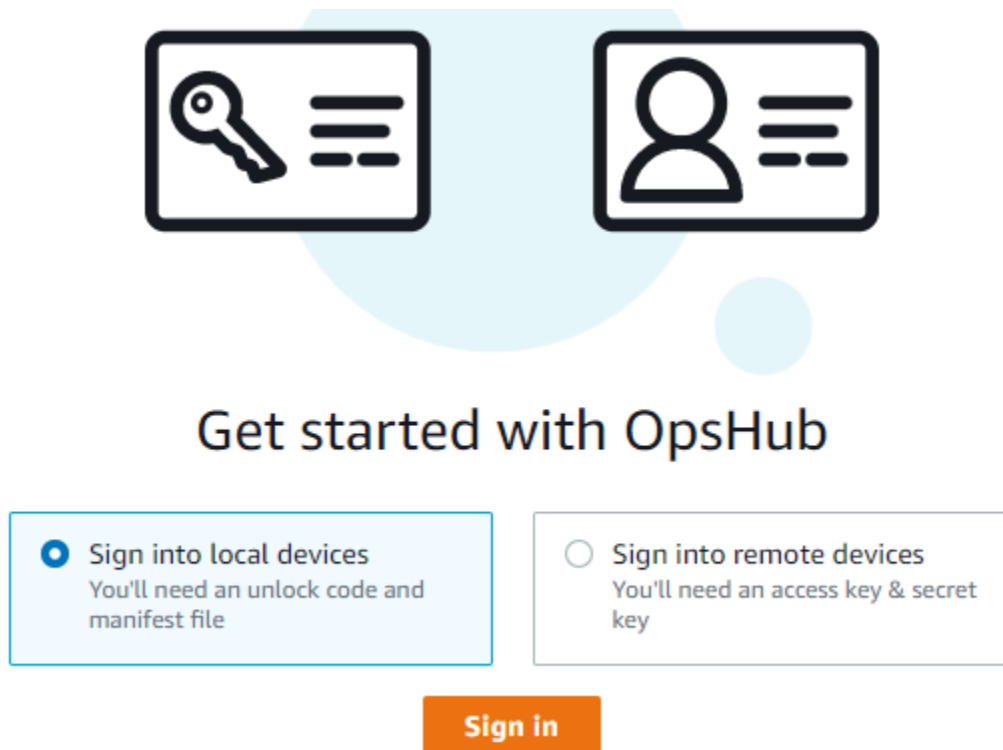 Get started with OpsHub
Sign into local devices
You'll need an unlock code and
manifest file
Sign into remote devices
You'll need an access key & secret
key
Sign in